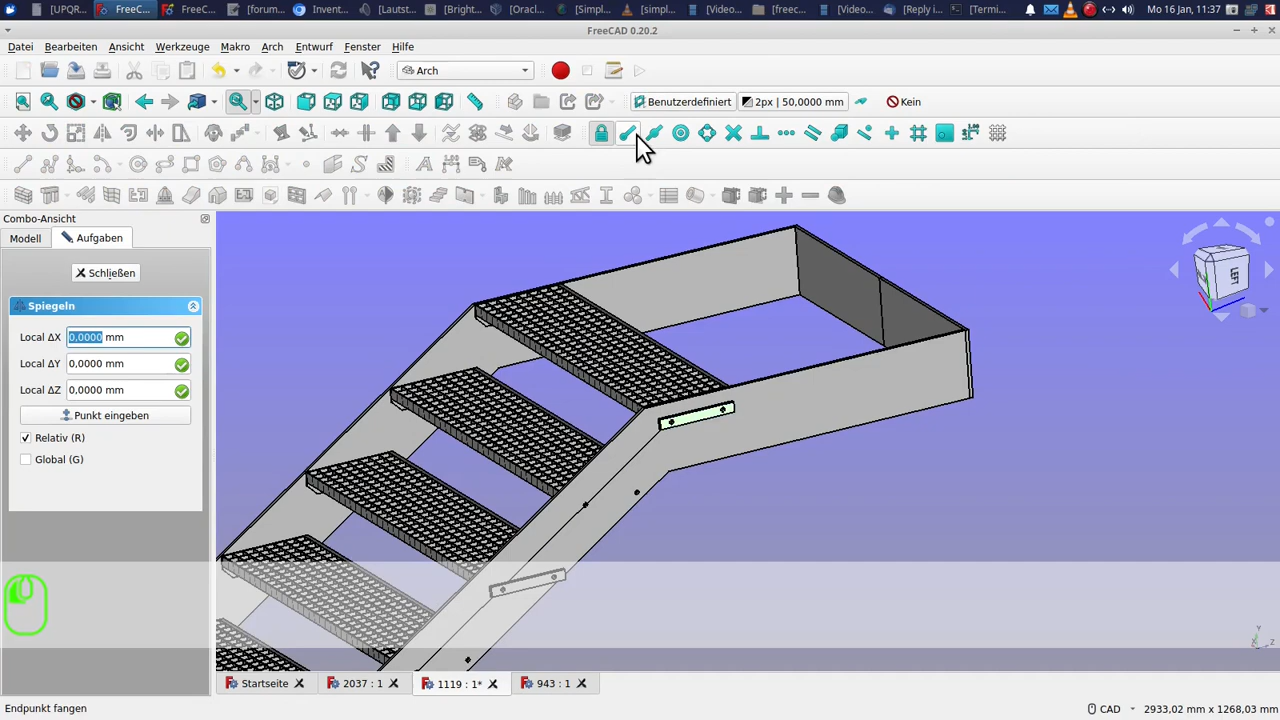 [UPQR...
[FreeC...
[FreeC...
[forum...
Invent...
[Lautst...
[Bright...
[Oracl...
[Simpl...
[simpl...
[Video...
[freec...
[Video...
[Reply i...
[Termi...
Mo 16 Jan, 11:37
FreeCAD 0.20.2
Datei Bearbeiten Ansicht Werkzeuge Makro Arch Entwurf Fenster Hilfe
Arch
Benutzerdefiniert 2px | 50,0000 mm Kein
Combo-Ansicht
Modell Aufgaben
Schließen
Spiegeln
Local ΔX 0,0000 mm
Local ΔY 0,0000 mm
Local ΔZ 0,0000 mm
Punkt eingeben
Relativ (R)
Global (G)
Startseite 2037 : 1 1119 : 1* 943 : 1
Endpunkt fangen CAD 2933,02 mm x 1268,03 mm